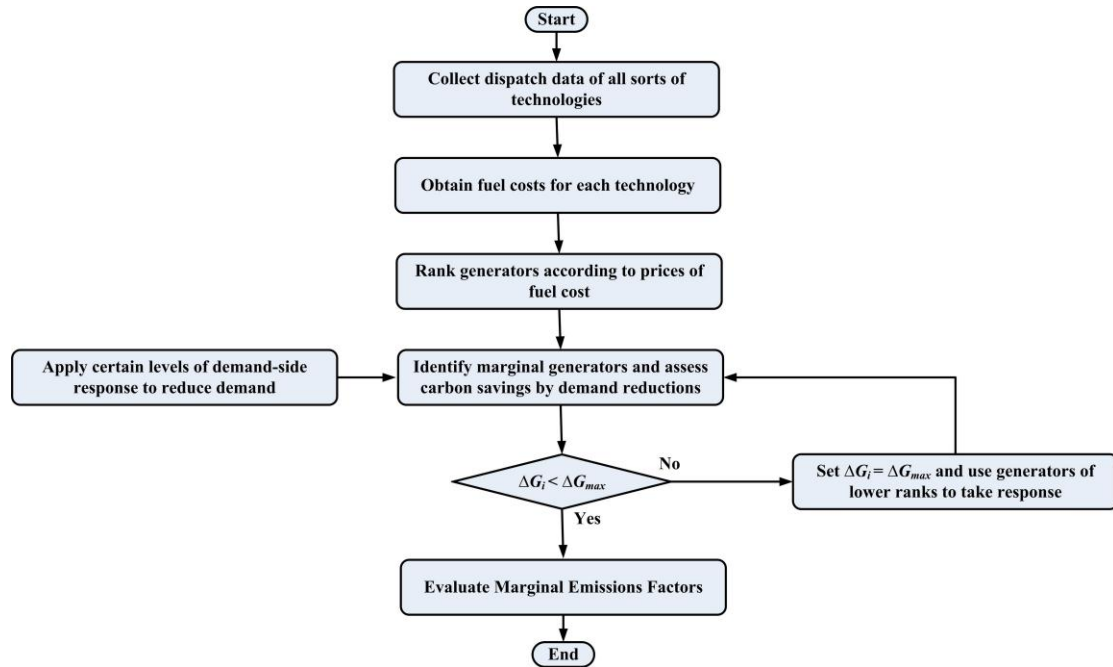 Start
Collect dispatch data of all sorts of
technologies
Obtain fuel costs for each technology
Rank generators according to prices of
fuel cost
Apply certain levels of demand-side
response to reduce demand
Identify marginal generators and assess
carbon savings by demand reductions
ΔGi < ΔGmax
No
Set ΔGi = ΔGmax and use generators of
lower ranks to take response
Yes
Evaluate Marginal Emissions Factors
End